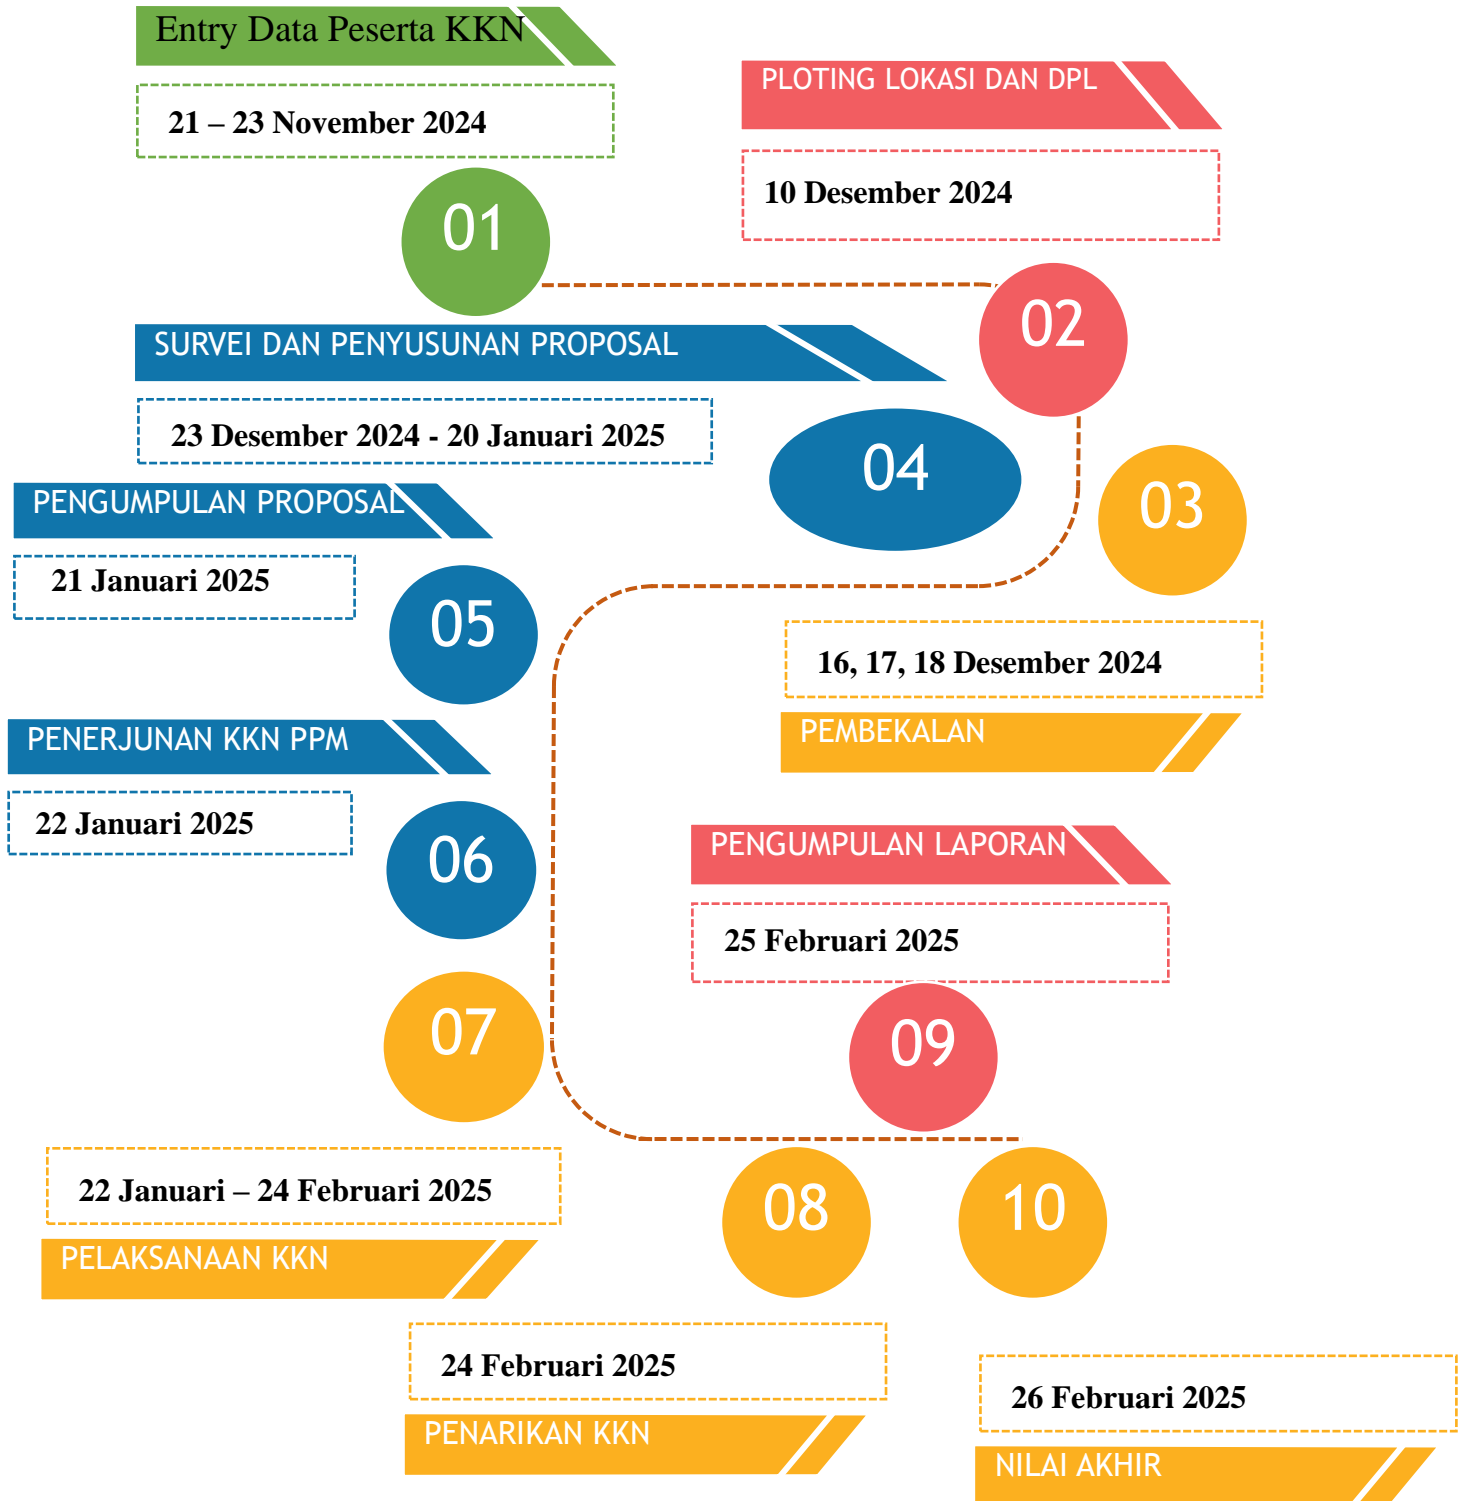 Entry Data Peserta KKN
21 – 23 November 2024
01
PLOTING LOKASI DAN DPL
10 Desember 2024
02
03
16, 17, 18 Desember 2024
PEMBEKALAN
SURVEI DAN PENYUSUNAN PROPOSAL
23 Desember 2024 - 20 Januari 2025
04
PENGUMPULAN PROPOSAL
21 Januari 2025
05
PENERJUNAN KKN PPM
22 Januari 2025
06
07
22 Januari – 24 Februari 2025
PELAKSANAAN KKN
08
24 Februari 2025
PENARIKAN KKN
PENGUMPULAN LAPORAN
25 Februari 2025
09
10
26 Februari 2025
NILAI AKHIR